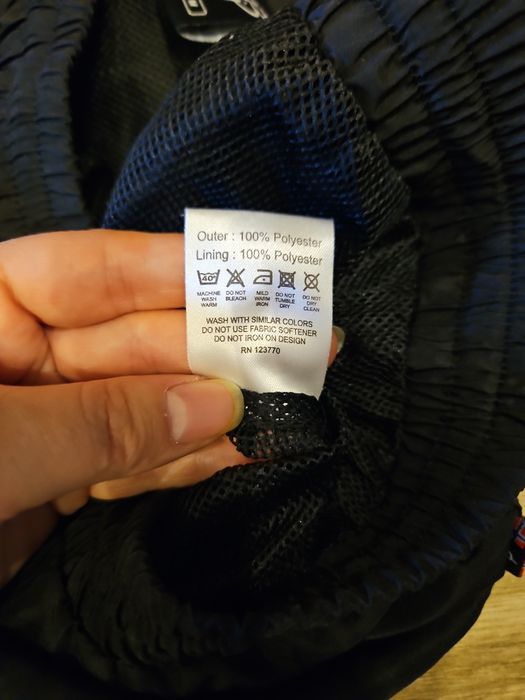 Outer : 100% Polyester
Lining : 100% Polyester
40°
MACHINE WASH WARM
DO NOT BLEACH
MILD WARM IRON
DO NOT TUMBLE DRY
DO NOT DRY CLEAN
WASH WITH SIMILAR COLORS
DO NOT USE FABRIC SOFTENER
DO NOT IRON ON DESIGN
RN 123770